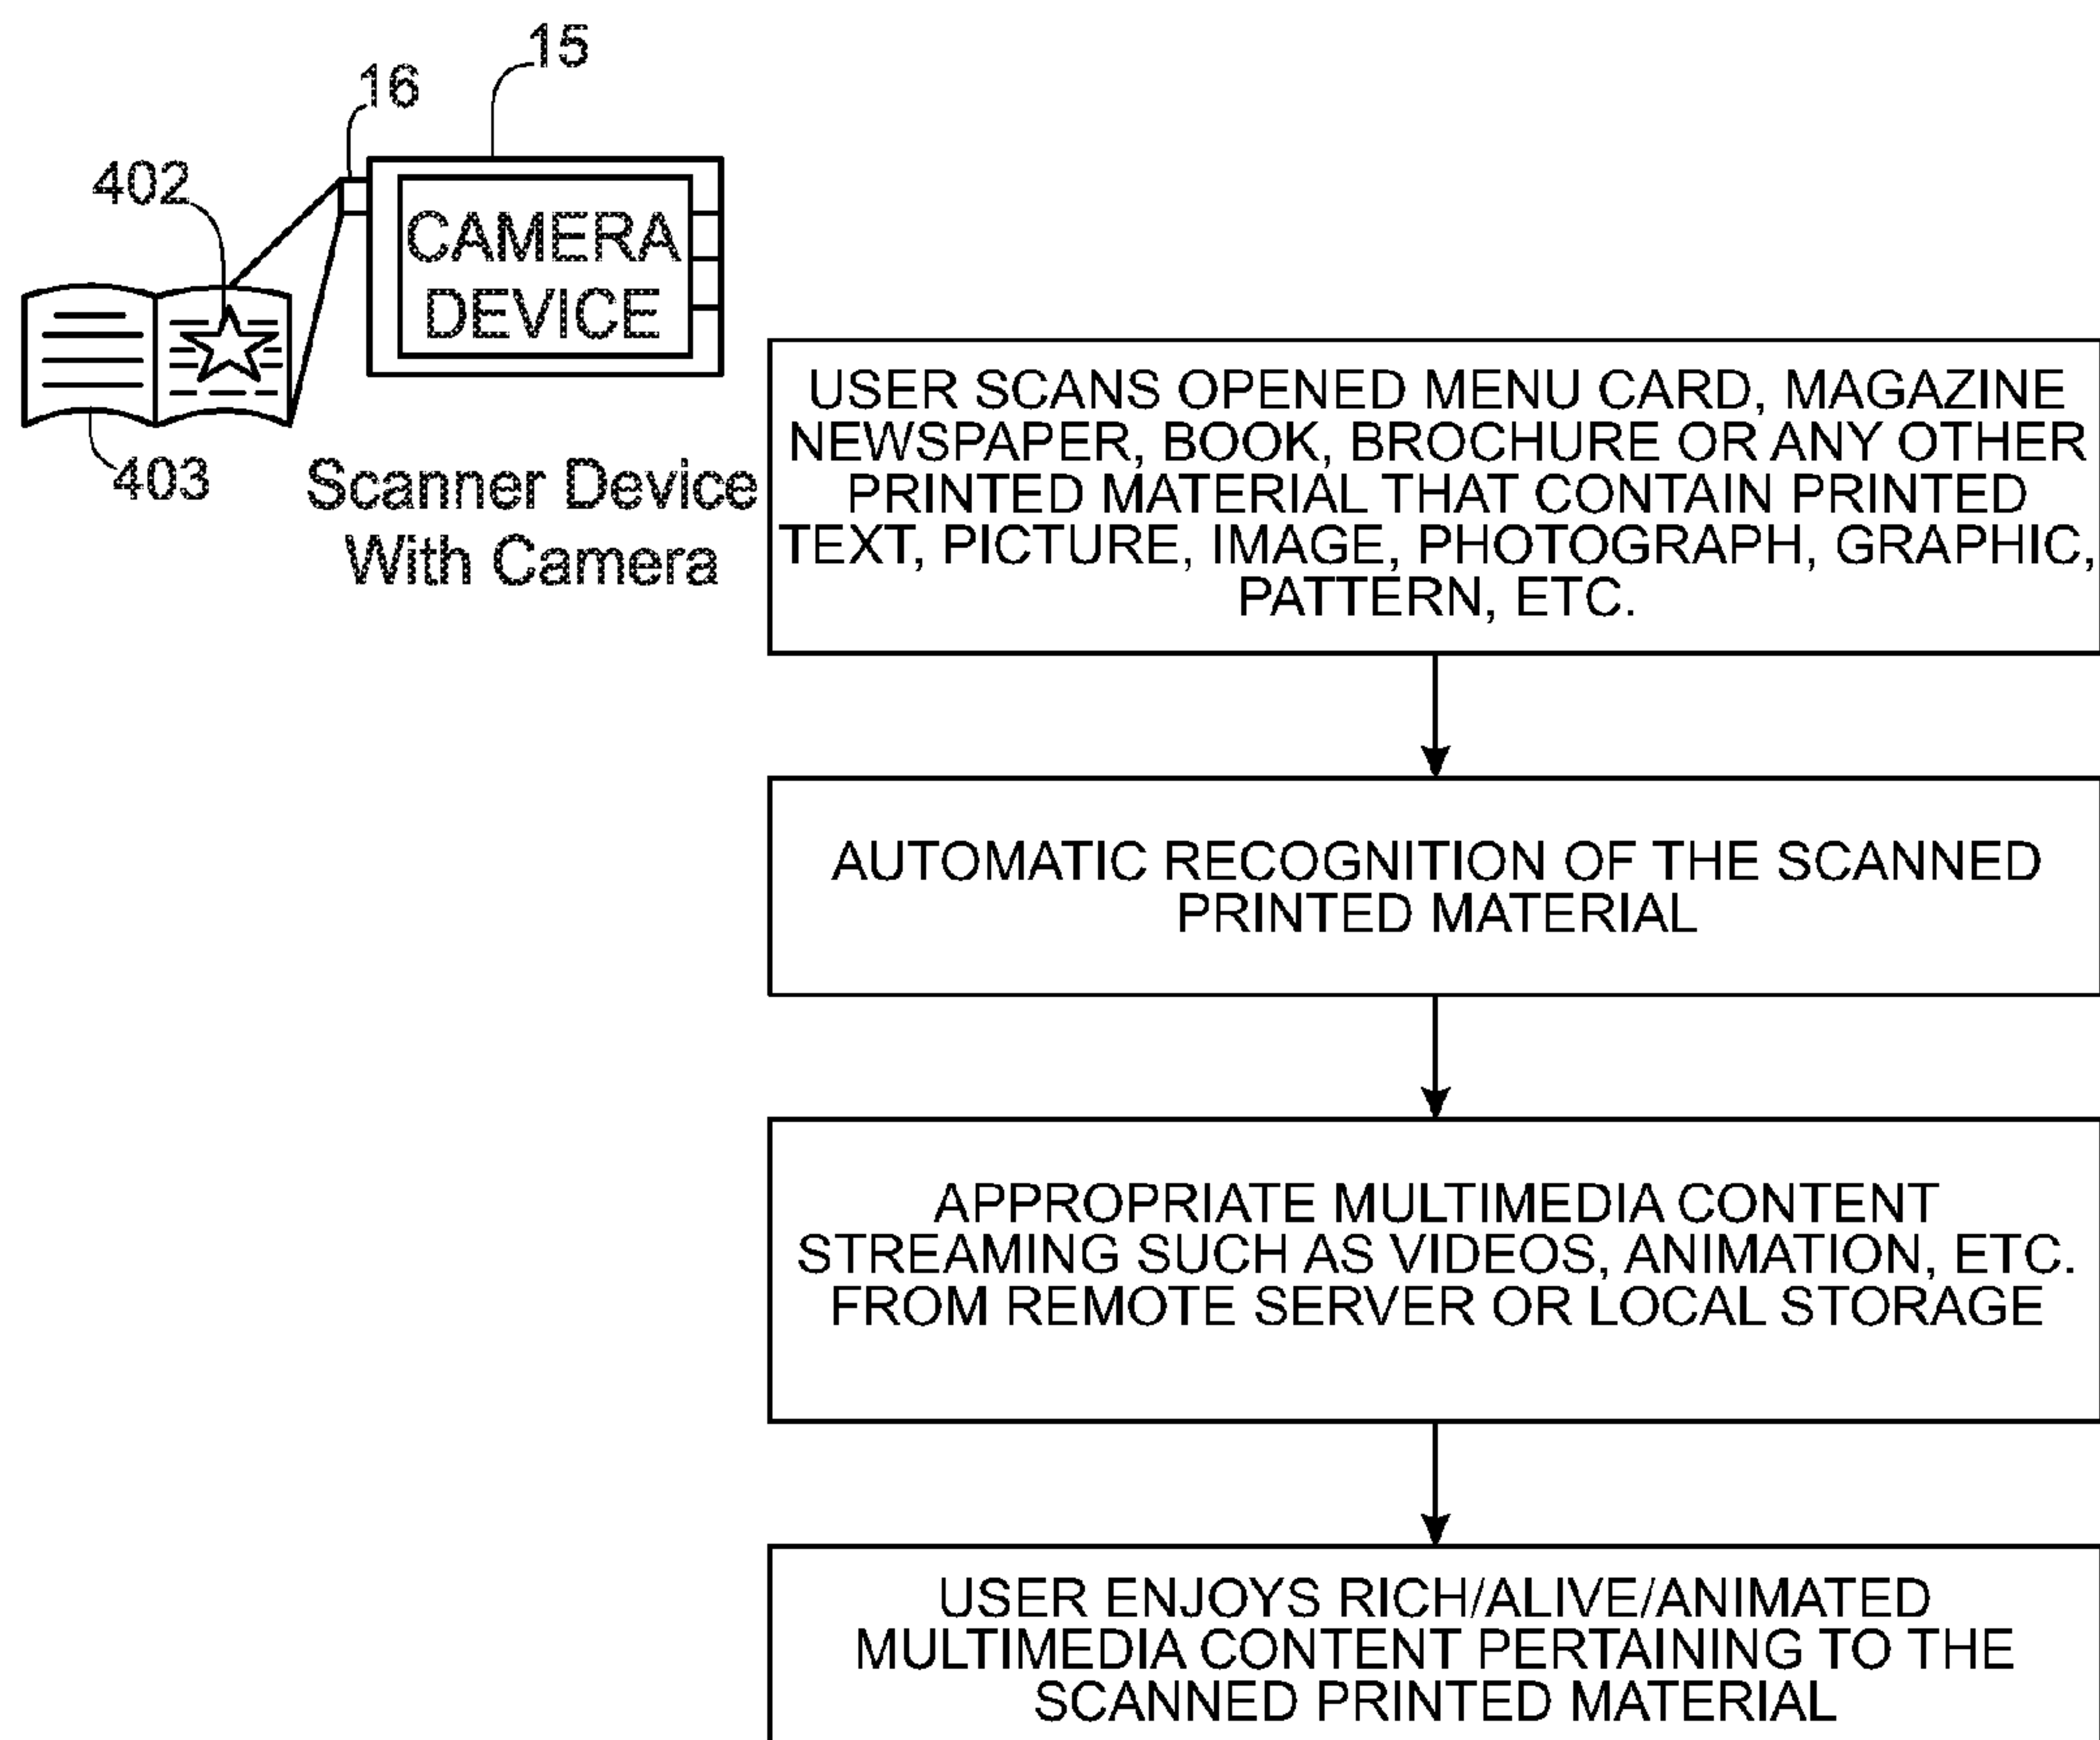 15
16
402
CAMERA
DEVICE
403
Scanner Device
With Camera
USER SCANS OPENED MENU CARD, MAGAZINE
NEWSPAPER, BOOK, BROCHURE OR ANY OTHER
PRINTED MATERIAL THAT CONTAIN PRINTED
TEXT, PICTURE, IMAGE, PHOTOGRAPH, GRAPHIC,
PATTERN, ETC.
AUTOMATIC RECOGNITION OF THE SCANNED
PRINTED MATERIAL
APPROPRIATE MULTIMEDIA CONTENT
STREAMING SUCH AS VIDEOS, ANIMATION, ETC.
FROM REMOTE SERVER OR LOCAL STORAGE
USER ENJOYS RICH/ALIVE/ANIMATED
MULTIMEDIA CONTENT PERTAINING TO THE
SCANNED PRINTED MATERIAL